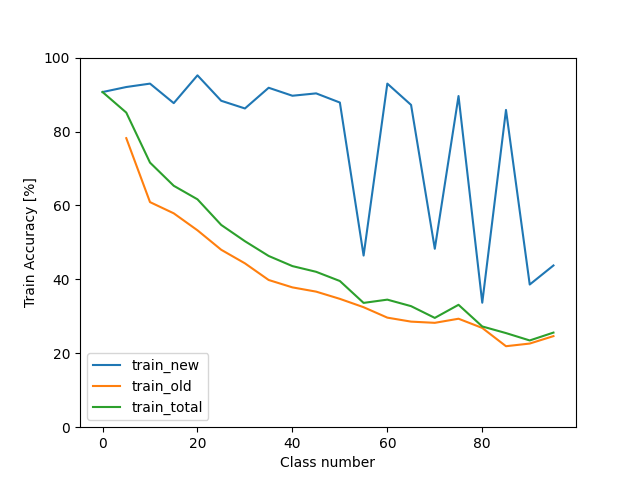 100
80
60
40
20
0
Train Accuracy [%]
train_new
train_old
train_total
0 20 40 60 80
Class number